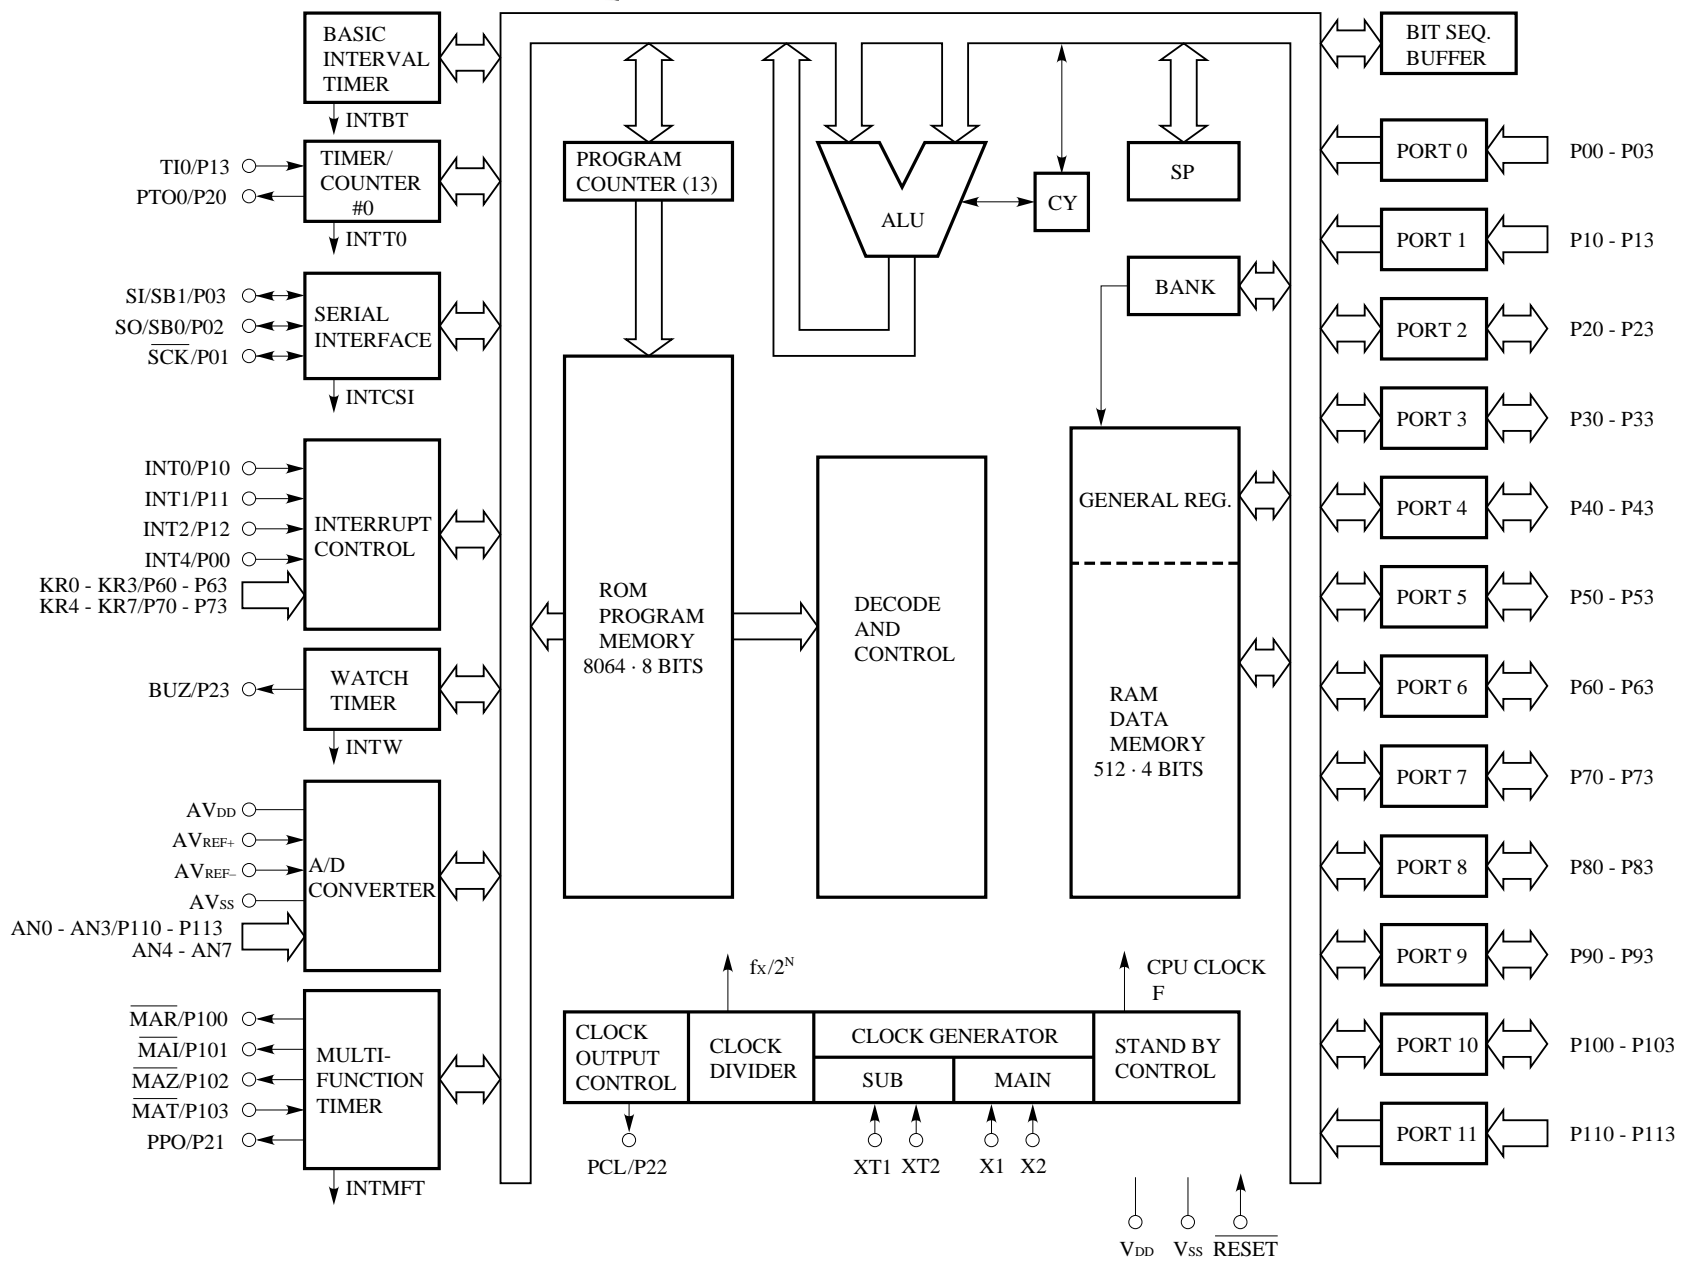 BASIC
INTERVAL
TIMER
INTBT
TI0/P13
PTO0/P20
TIMER/
COUNTER
#0
INTT0
SI/SB1/P03
SO/SB0/P02
SCK/P01
SERIAL
INTERFACE
INTCSI
INT0/P10
INT1/P11
INT2/P12
INT4/P00
KR0 - KR3/P60 - P63
KR4 - KR7/P70 - P73
INTERRUPT
CONTROL
BUZ/P23
WATCH
TIMER
INTW
AVDD
AVREF+
AVREF–
AVSS
AN0 - AN3/P110 - P113
AN4 - AN7
A/D
CONVERTER
MAR/P100
MAI/P101
MAZ/P102
MAT/P103
PPO/P21
MULTI-
FUNCTION
TIMER
INTMFT
PROGRAM
COUNTER (13)
ALU
CY
SP
BANK
GENERAL REG.
ROM
PROGRAM
MEMORY
8064 · 8 BITS
DECODE
AND
CONTROL
RAM
DATA
MEMORY
512 · 4 BITS
fX/2N
CPU CLOCK
F
CLOCK
OUTPUT
CONTROL
CLOCK
DIVIDER
CLOCK GENERATOR
SUB
MAIN
STAND BY
CONTROL
PCL/P22
XT1
XT2
X1
X2
VDD
VSS
RESET
BIT SEQ.
BUFFER
PORT 0
P00 - P03
PORT 1
P10 - P13
PORT 2
P20 - P23
PORT 3
P30 - P33
PORT 4
P40 - P43
PORT 5
P50 - P53
PORT 6
P60 - P63
PORT 7
P70 - P73
PORT 8
P80 - P83
PORT 9
P90 - P93
PORT 10
P100 - P103
PORT 11
P110 - P113